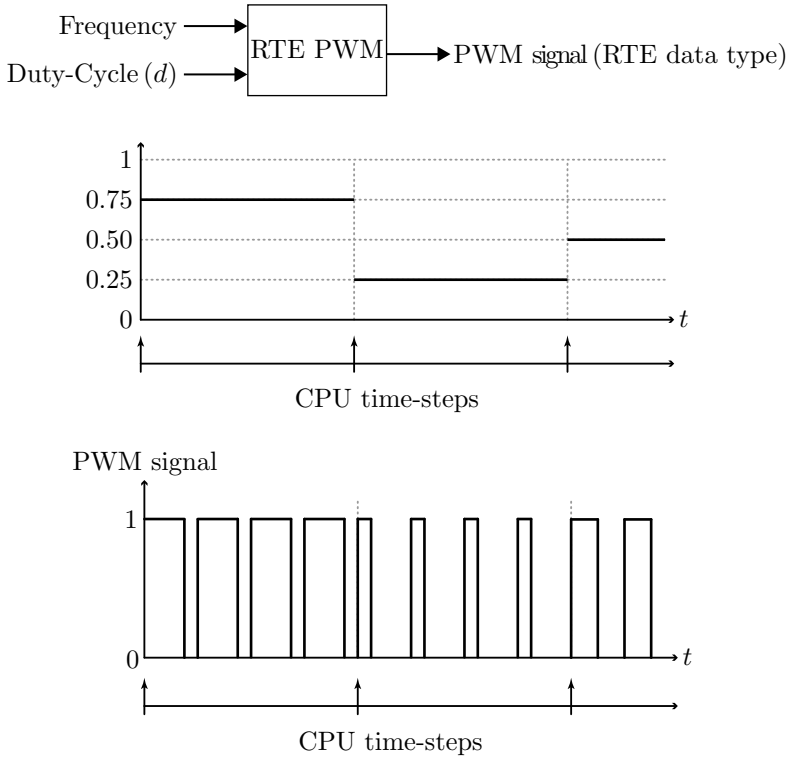 Frequency
RTE PWM
Duty-Cycle (d)
PWM signal (RTE data type)
1
0.75
0.50
0.25
0
t
CPU time-steps
PWM signal
1
0
t
CPU time-steps